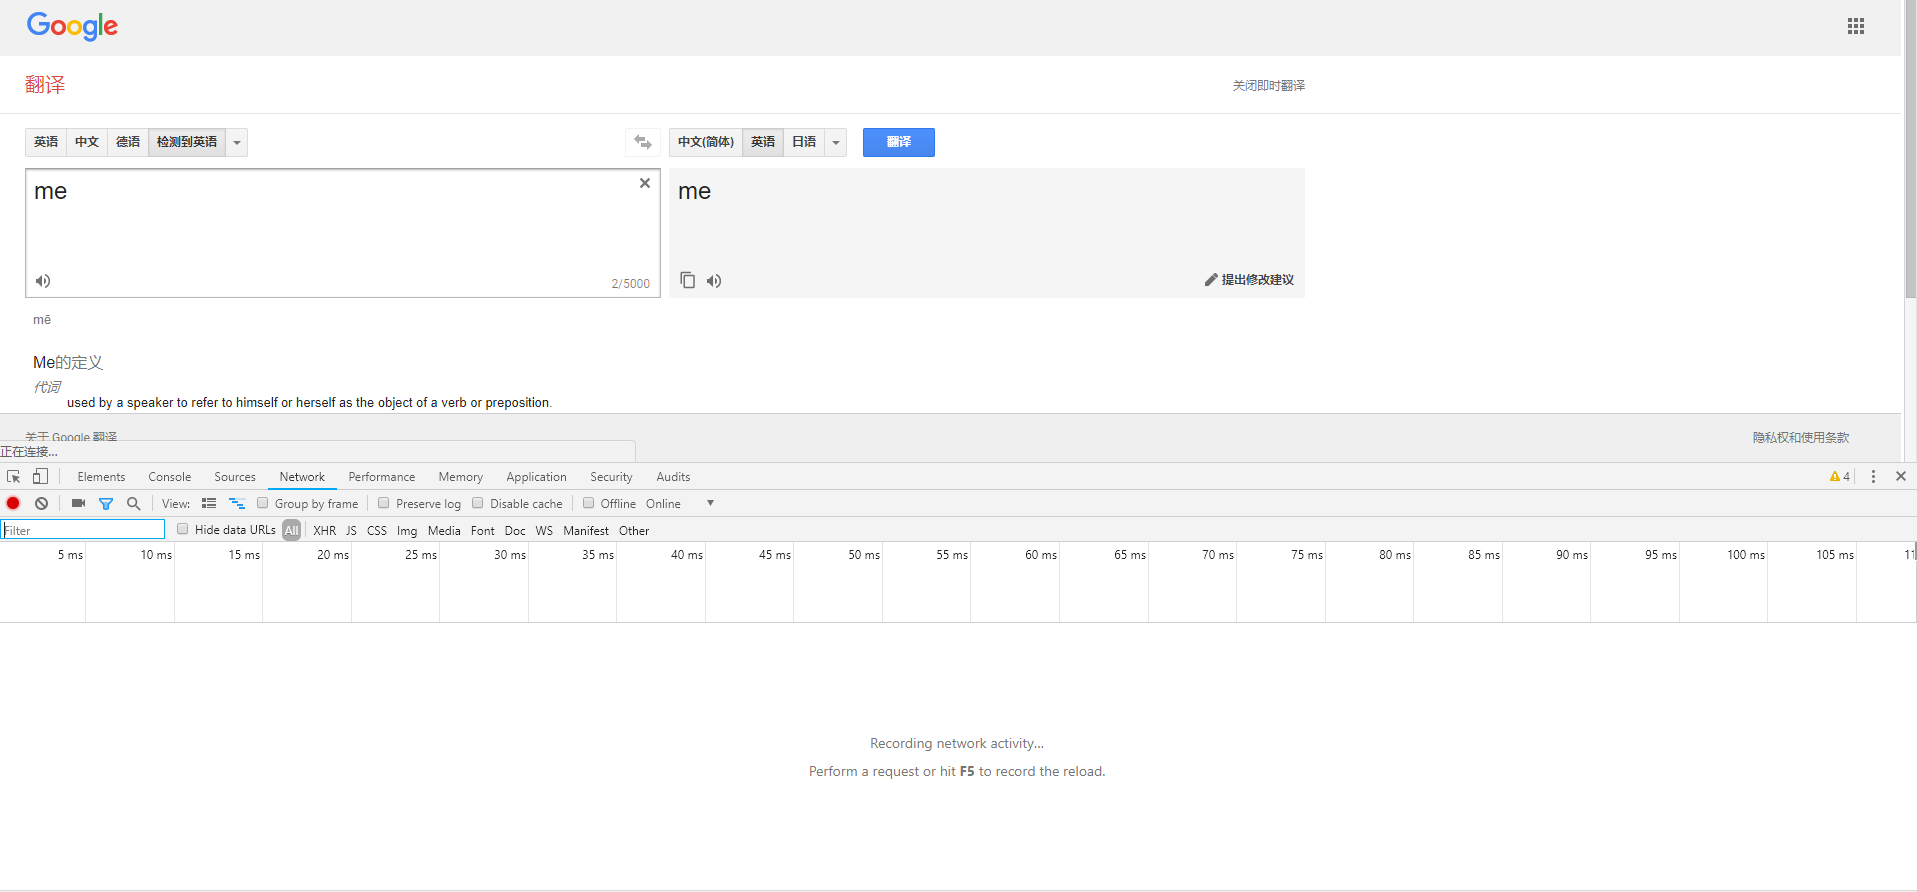 Google
翻译
关闭即时翻译
英语 中文 德语 检测到英语 中文(简体) 英语 日语 翻译
me
me
2/5000
提出修改建议
mē
Me的定义
代词
used by a speaker to refer to himself or herself as the object of a verb or preposition.
关于 Google 翻译
隐私权和使用条款
正在连接...
Elements Console Sources Network Performance Memory Application Security Audits 4
View: Group by frame Preserve log Disable cache Offline Online
Filter Hide data URLs All XHR JS CSS Img Media Font Doc WS Manifest Other
5 ms 10 ms 15 ms 20 ms 25 ms 30 ms 35 ms 40 ms 45 ms 50 ms 55 ms 60 ms 65 ms 70 ms 75 ms 80 ms 85 ms 90 ms 95 ms 100 ms 105 ms
Recording network activity...
Perform a request or hit F5 to record the reload.